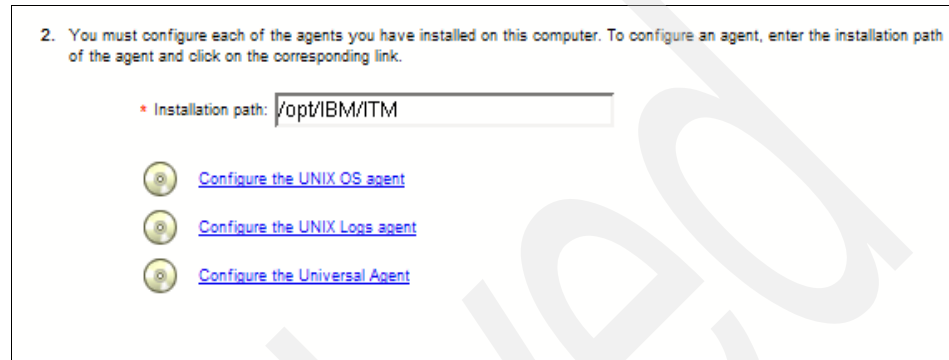 2. You must configure each of the agents you have installed on this computer. To configure an agent, enter the installation path
of the agent and click on the corresponding link.
* Installation path: /opt/IBM/ITM
Configure the UNIX OS agent
Configure the UNIX Logs agent
Configure the Universal Agent